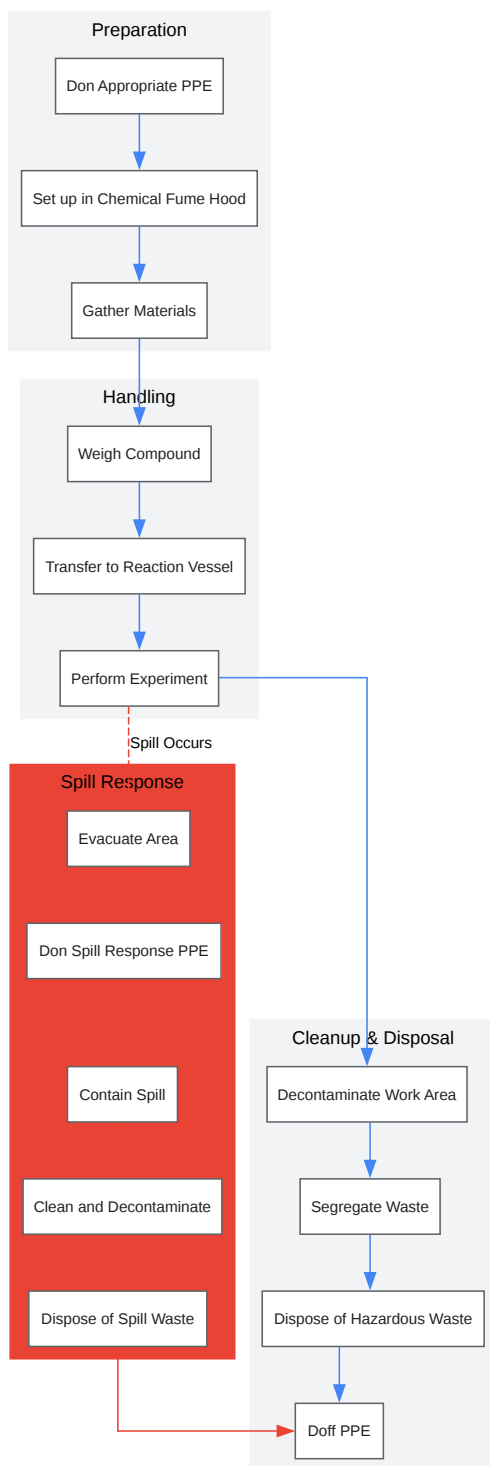 Preparation
Don Appropriate PPE
Set up in Chemical Fume Hood
Gather Materials
Handling
Weigh Compound
Transfer to Reaction Vessel
Perform Experiment
Spill Occurs
Spill Response
Evacuate Area
Don Spill Response PPE
Contain Spill
Clean and Decontaminate
Dispose of Spill Waste
Cleanup & Disposal
Decontaminate Work Area
Segregate Waste
Dispose of Hazardous Waste
Doff PPE